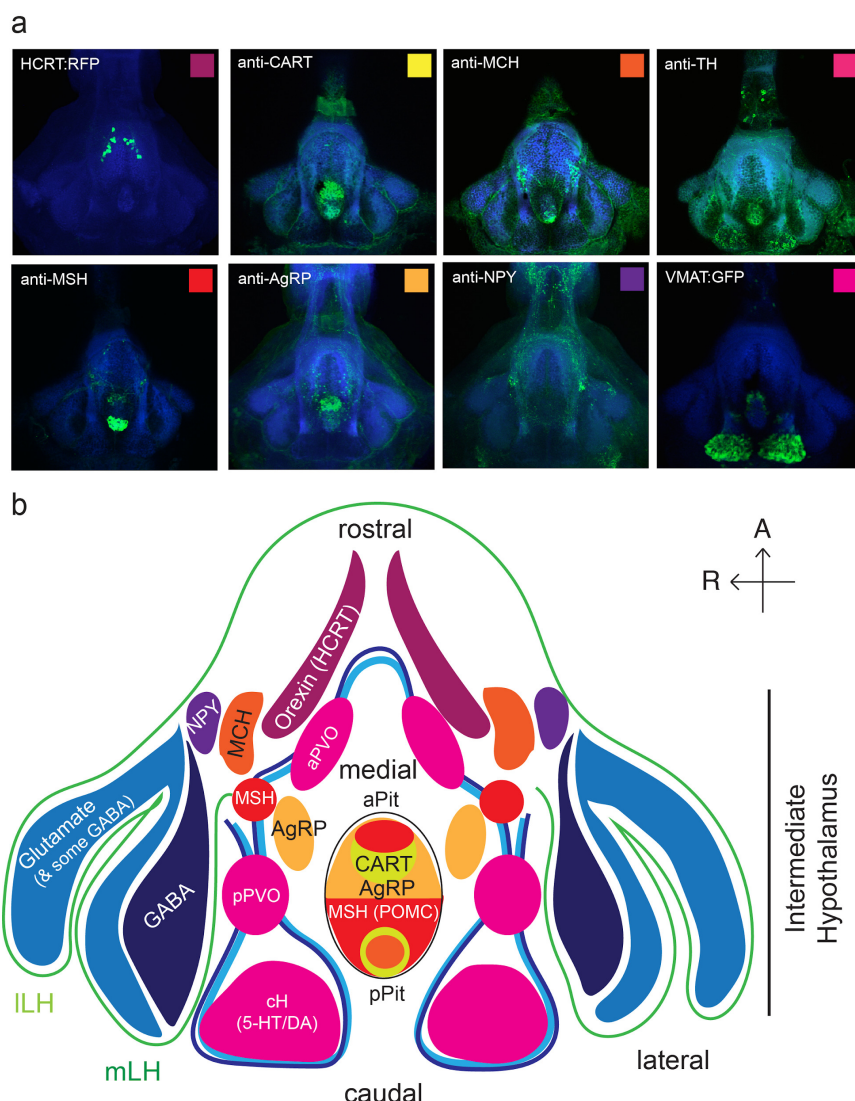 a
HCRT:RFP
anti-CART
anti-MCH
anti-TH
anti-MSH
anti-AgRP
anti-NPY
VMAT:GFP
b
rostral
A
R
Orexin (HCRT)
NPY
MCH
aPVO
medial
MSH
aPit
AgRP
CART
AgRP
Glutamate
(& some GABA)
GABA
pPVO
MSH (POMC)
pPit
cH
(5-HT/DA)
Intermediate
Hypothalamus
lLH
mLH
lateral
caudal